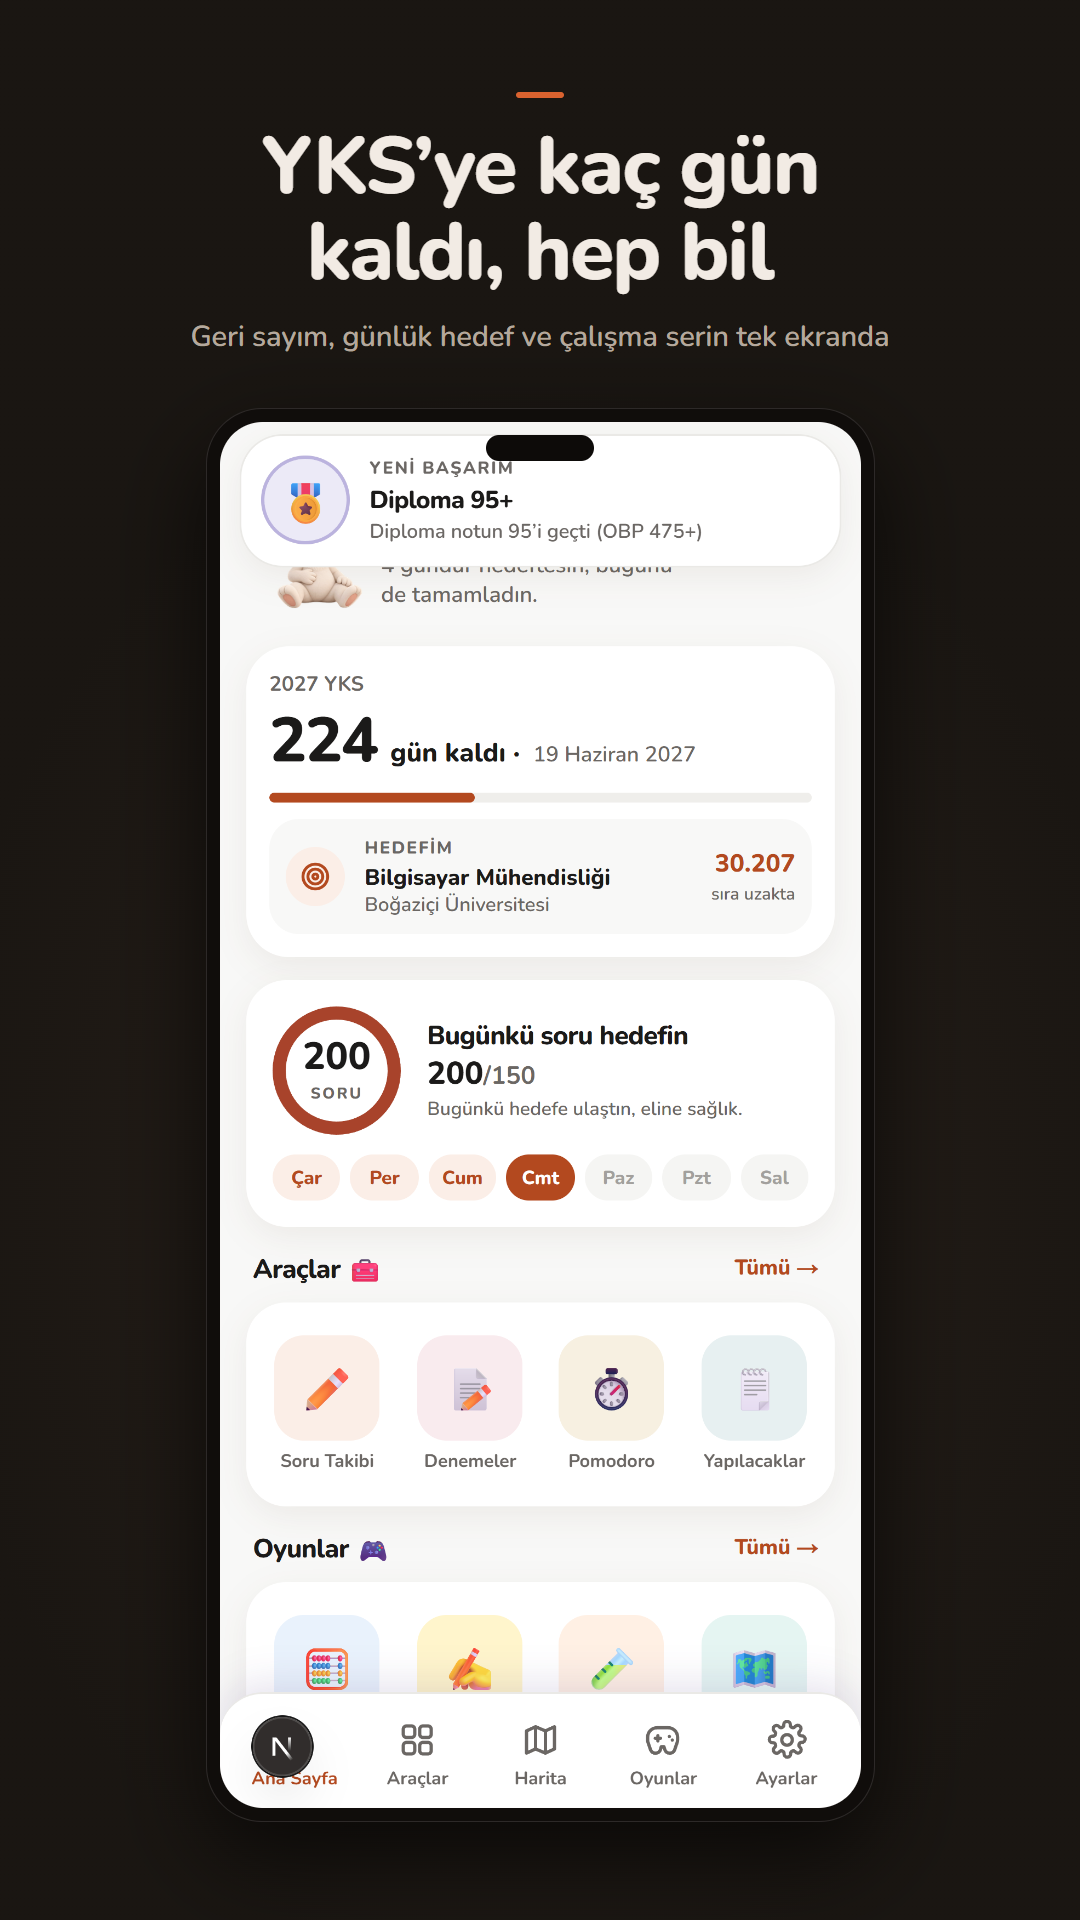 YKS’ye kaç gün
kaldı, hep bil
Geri sayım, günlük hedef ve çalışma serin tek ekranda
YENİ BAŞARIM
Diploma 95+
Diploma notun 95’i geçti (OBP 475+)
4 gündür hedeftesin, bugünü
de tamamladın.
2027 YKS
224 gün kaldı · 19 Haziran 2027
HEDEFİM
Bilgisayar Mühendisliği
Boğaziçi Üniversitesi
30.207
sıra uzakta
200
SORU
Bugünkü soru hedefin
200/150
Bugünkü hedefe ulaştın, eline sağlık.
Çar Per Cum Cmt Paz Pzt Sal
Araçlar Tümü →
Soru Takibi Denemeler Pomodoro Yapılacaklar
Oyunlar Tümü →
N
Ana Sayfa Araçlar Harita Oyunlar Ayarlar